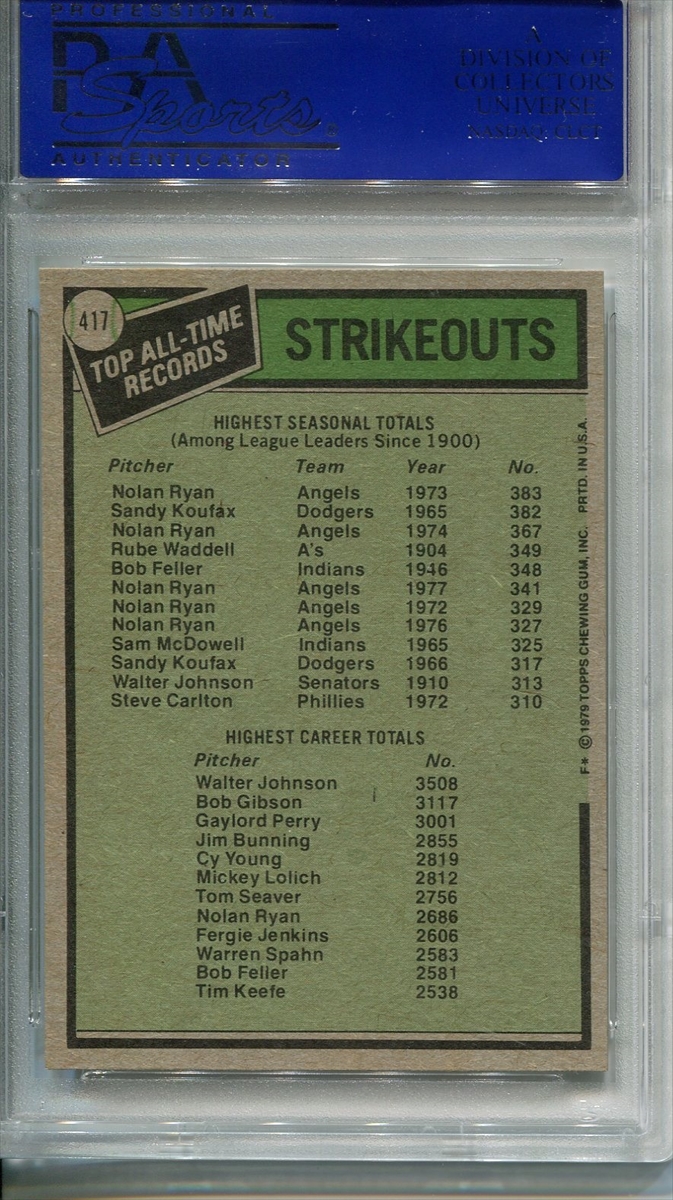 PROFESSIONAL
PSA
Sports
AUTHENTICATOR
A
DIVISION OF
COLLECTORS
UNIVERSE
NASDAQ: CLCT
417
TOP ALL-TIME
RECORDS
STRIKEOUTS
HIGHEST SEASONAL TOTALS
(Among League Leaders Since 1900)
Pitcher Team Year No.
Nolan Ryan Angels 1973 383
Sandy Koufax Dodgers 1965 382
Nolan Ryan Angels 1974 367
Rube Waddell A's 1904 349
Bob Feller Indians 1946 348
Nolan Ryan Angels 1977 341
Nolan Ryan Angels 1972 329
Nolan Ryan Angels 1976 327
Sam McDowell Indians 1965 325
Sandy Koufax Dodgers 1966 317
Walter Johnson Senators 1910 313
Steve Carlton Phillies 1972 310
HIGHEST CAREER TOTALS
Pitcher No.
Walter Johnson 3508
Bob Gibson 3117
Gaylord Perry 3001
Jim Bunning 2855
Cy Young 2819
Mickey Lolich 2812
Tom Seaver 2756
Nolan Ryan 2686
Fergie Jenkins 2606
Warren Spahn 2583
Bob Feller 2581
Tim Keefe 2538
F* © 1979 TOPPS CHEWING GUM, INC. PRTD. IN U.S.A.